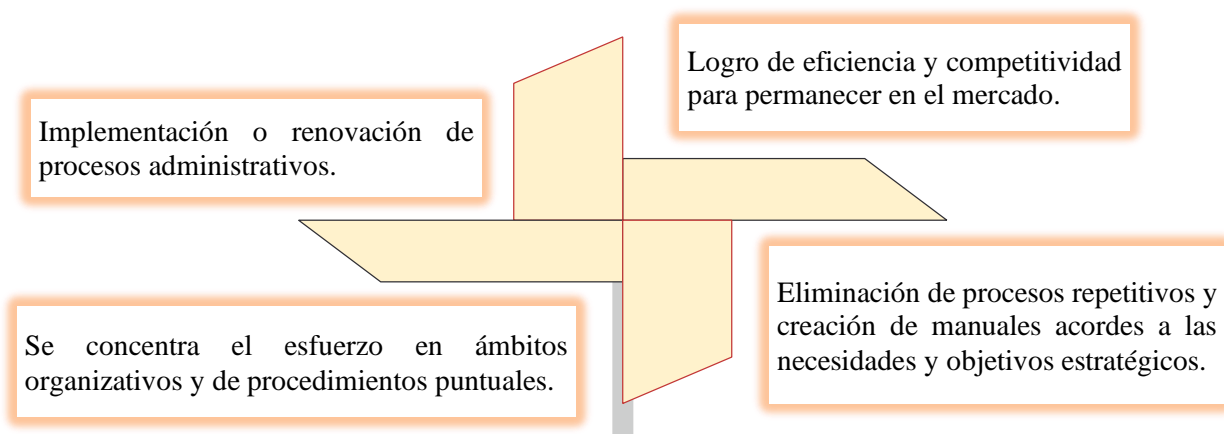 Implementación o renovación de
procesos administrativos.
Logro de eficiencia y competitividad
para permanecer en el mercado.
Se concentra el esfuerzo en ámbitos
organizativos y de procedimientos puntuales.
Eliminación de procesos repetitivos y
creación de manuales acordes a las
necesidades y objetivos estratégicos.